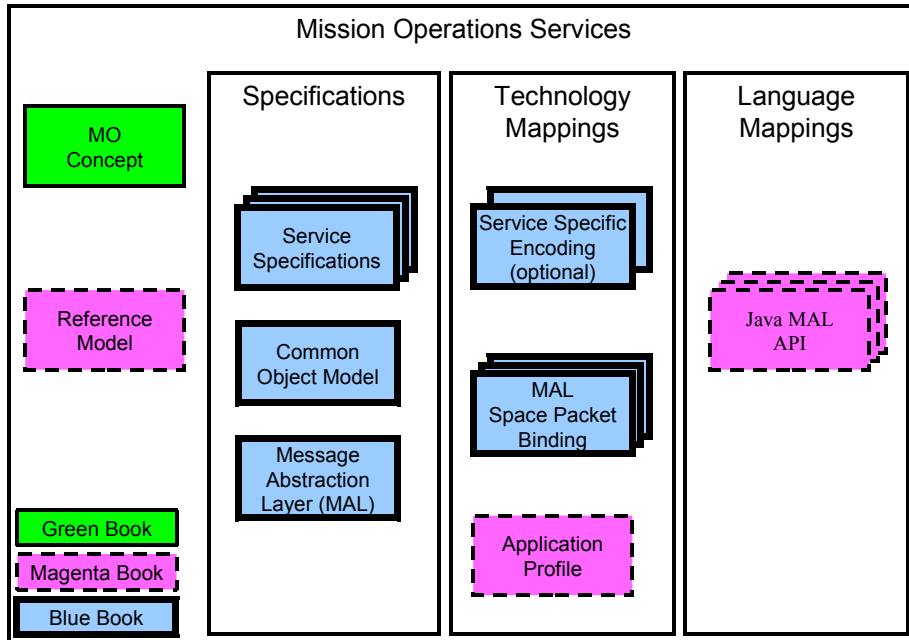 Mission Operations Services
MO
Concept
Reference
Model
Green Book
Magenta Book
Blue Book
Specifications
Service
Specifications
Common
Object Model
Message
Abstraction
Layer (MAL)
Technology
Mappings
Service Specific
Encoding
(optional)
MAL
Space Packet
Binding
Application
Profile
Language
Mappings
Java MAL
API